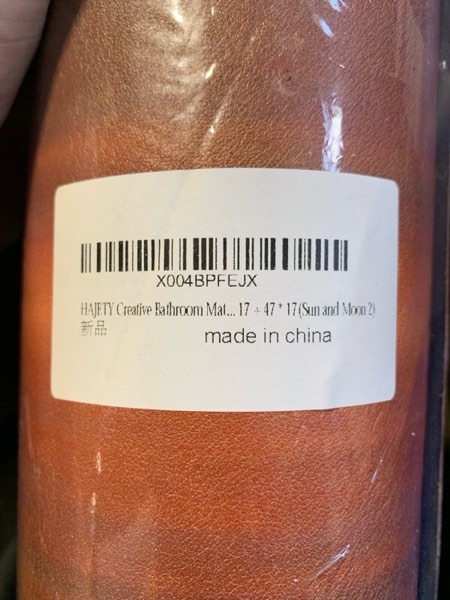 X004BPFEJX
HAJETY Creative Bathroom Mat... 17 + 47 * 17 (Sun and Moon 2)
新品
made in china